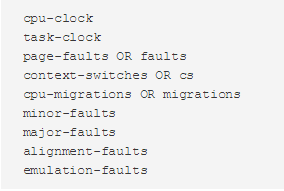 cpu-clock
task-clock
page-faults OR faults
context-switches OR cs
cpu-migrations OR migrations
minor-faults
major-faults
alignment-faults
emulation-faults